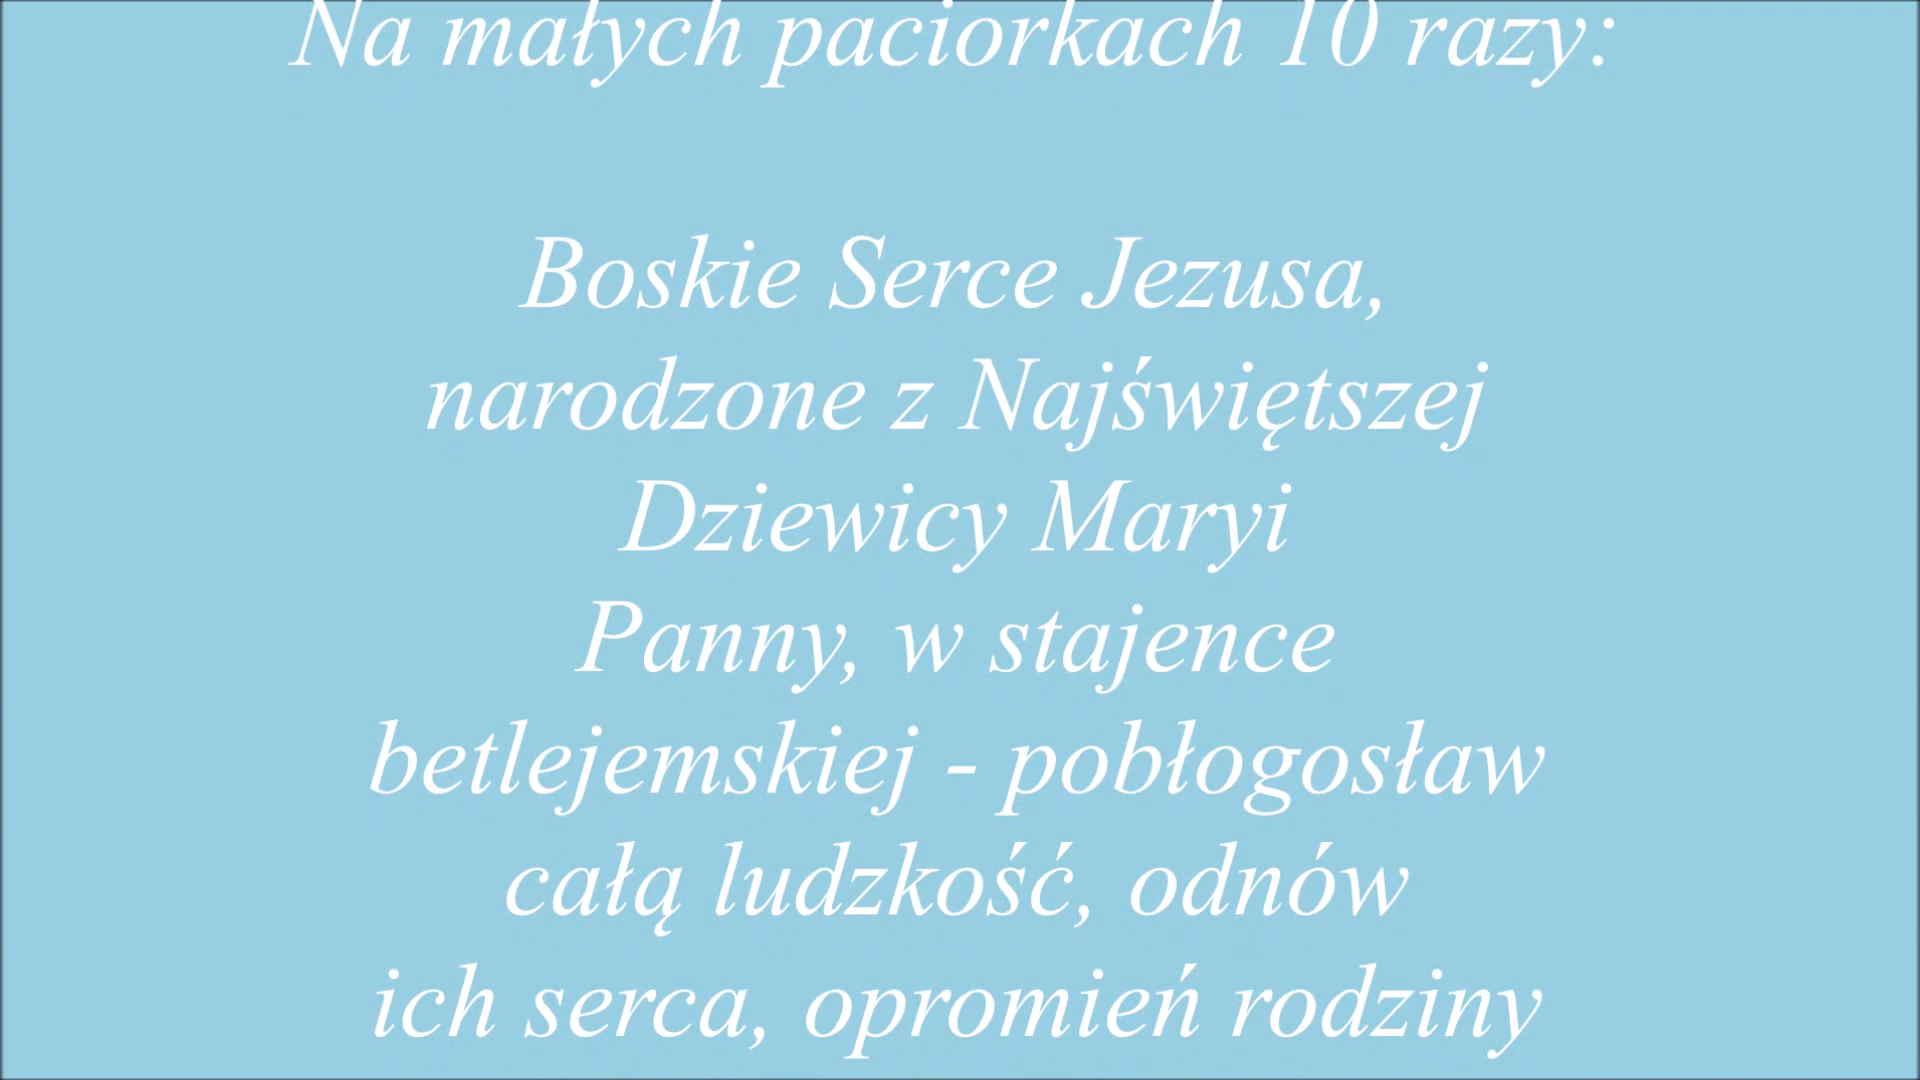 Na małych paciorkach 10 razy:
Boskie Serce Jezusa,
narodzone z Najświętszej
Dziewicy Maryi
Panny, w stajence
betlejemskiej - pobłogosław
całą ludzkość, odnów
ich serca, opromień rodziny